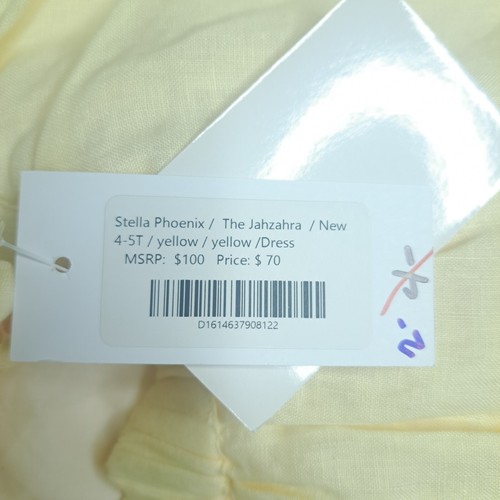 Stella Phoenix / The Jahzahra / New
4-5T / yellow / yellow /Dress
MSRP: $100 Price: $ 70
D1614637908122